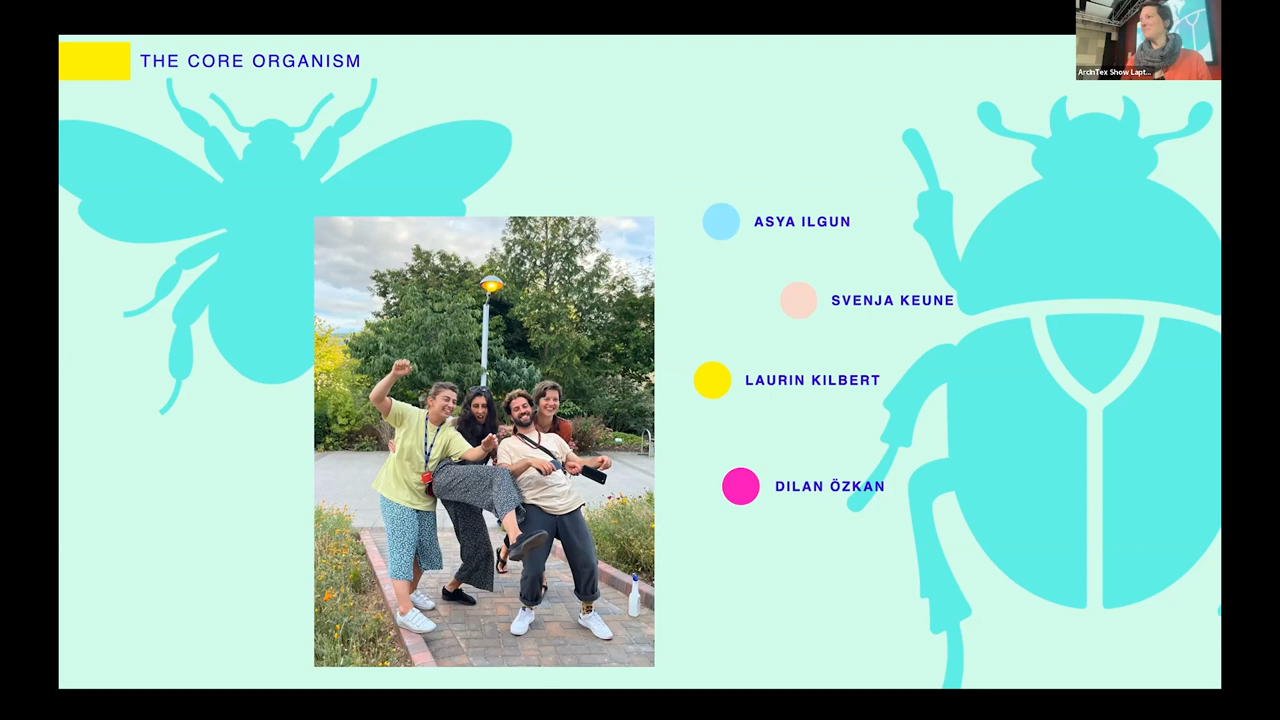 THE CORE ORGANISM
ArcInTex Show Lapt...
ASYA ILGUN
SVENJA KEUNE
LAURIN KILBERT
DILAN ÖZKAN